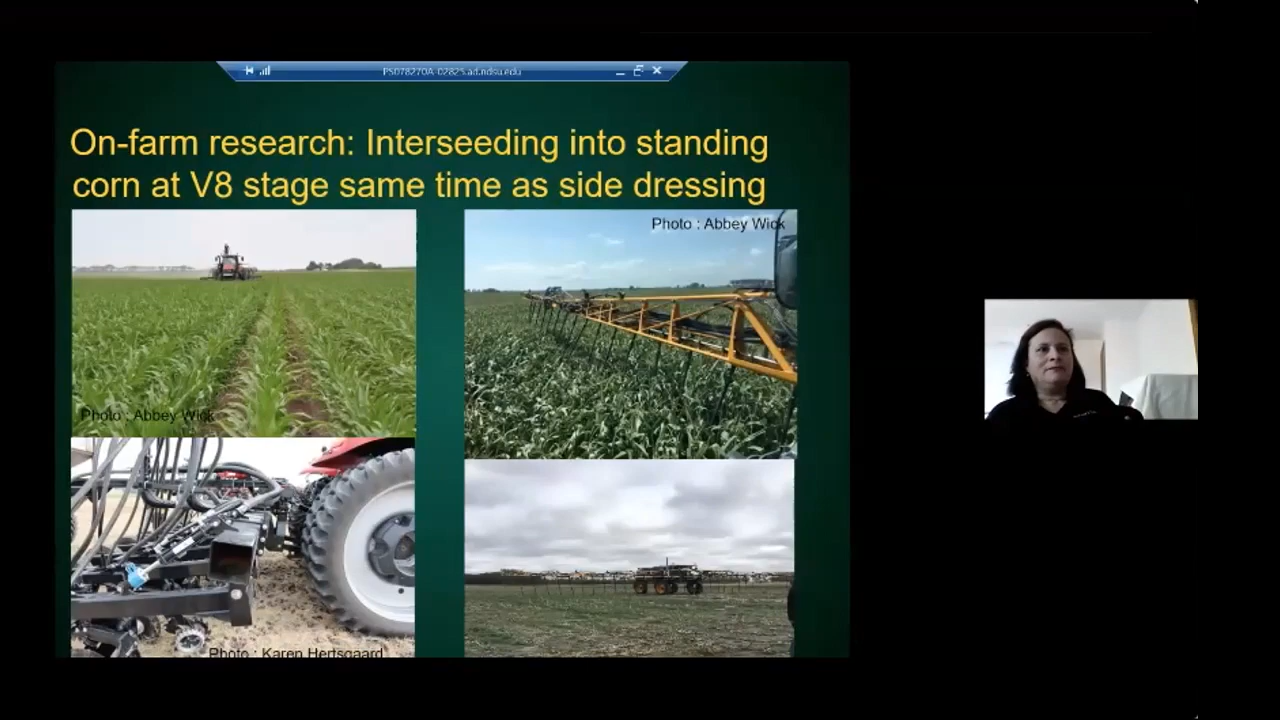 PS078270A-02825.ad.ndsu.edu
On-farm research: Interseeding into standing
corn at V8 stage same time as side dressing
Photo : Abbey Wick
Photo : Abbey Wick
Photo : Karen Hertsgaard